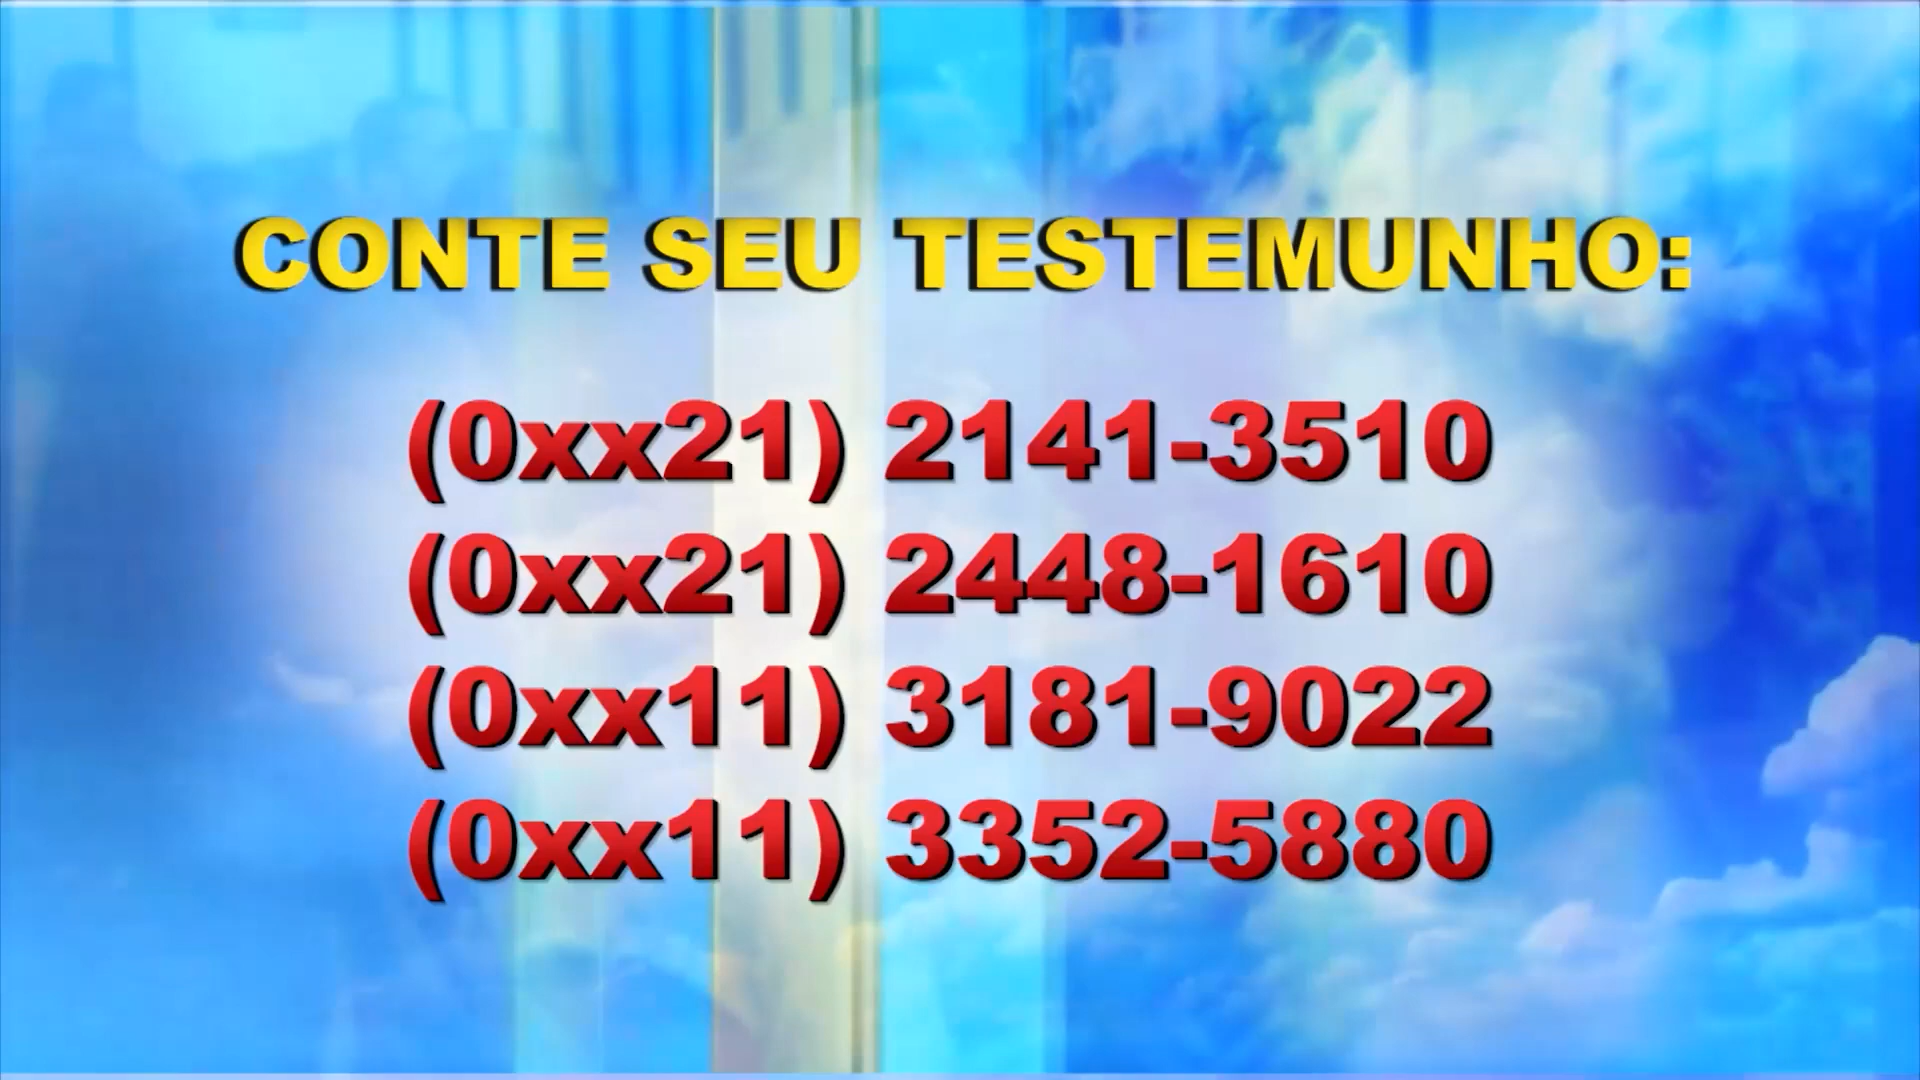 CONTE SEU TESTEMUNHO:
(0xx21) 2141-3510
(0xx21) 2448-1610
(0xx11) 3181-9022
(0xx11) 3352-5880